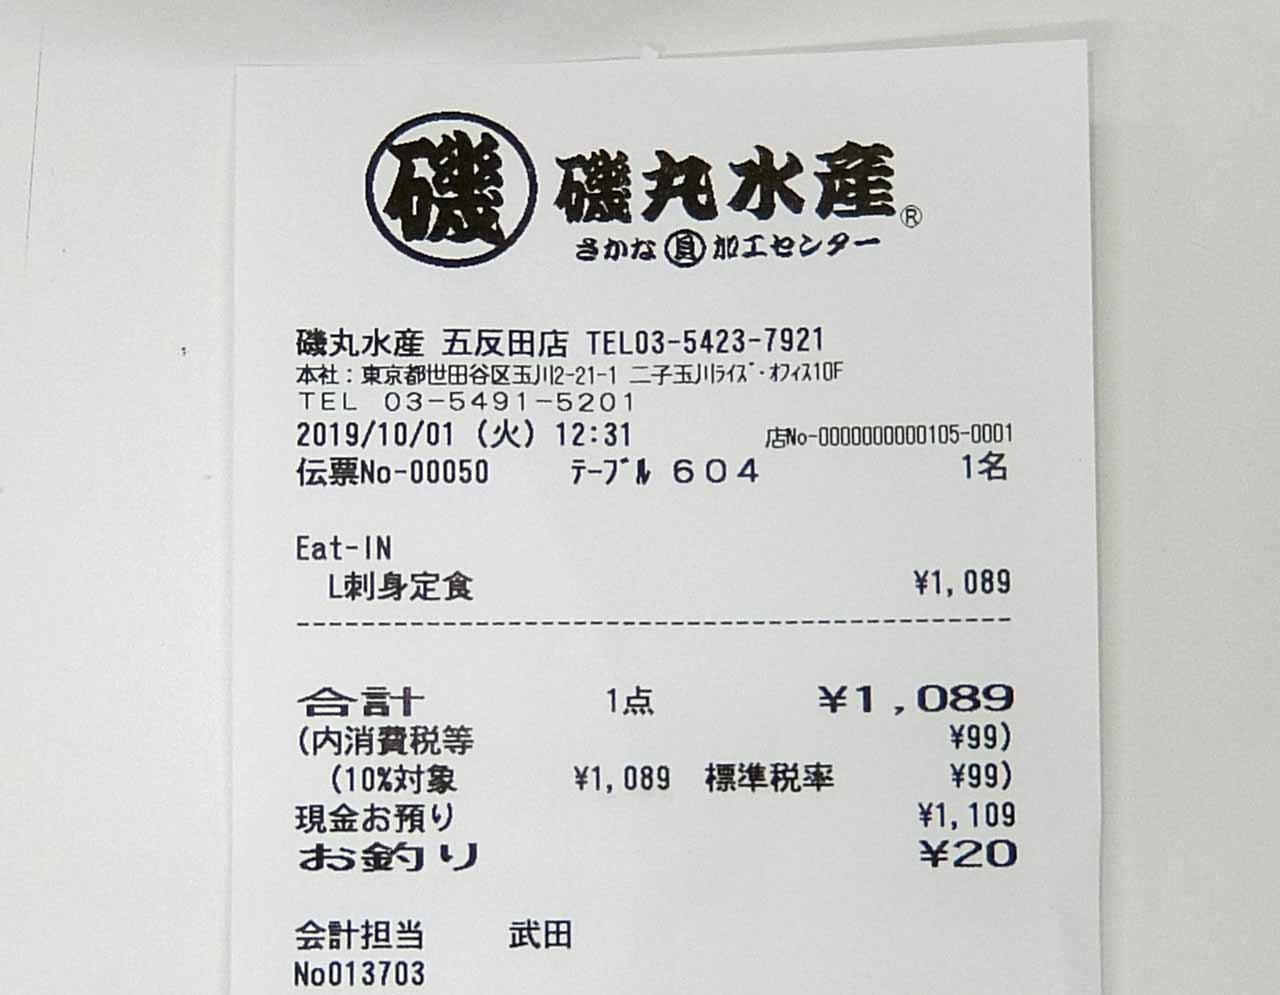 磯 磯丸水産®
さかな貝加工センター
磯丸水産 五反田店 TEL03-5423-7921
本社：東京都世田谷区玉川2-21-1 二子玉川ﾗｲｽﾞ･ｵﾌｨｽ10F
TEL 03-5491-5201
2019/10/01 (火) 12:31 店No-0000000000105-0001
伝票No-00050 ﾃｰﾌﾞﾙ 604 1名
Eat-IN
L刺身定食 ¥1,089
--------------------------------------------
合計 1点 ¥1,089
(内消費税等 ¥99)
(10%対象 ¥1,089 標準税率 ¥99)
現金お預り ¥1,109
お釣り ¥20
会計担当 武田
No013703